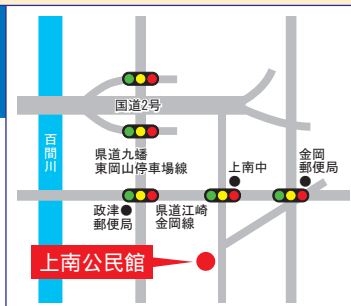 国道2号
百間川
県道九蟠
東岡山停車場線
上南中
金岡
郵便局
政津
郵便局
県道江崎
金岡線
上南公民館